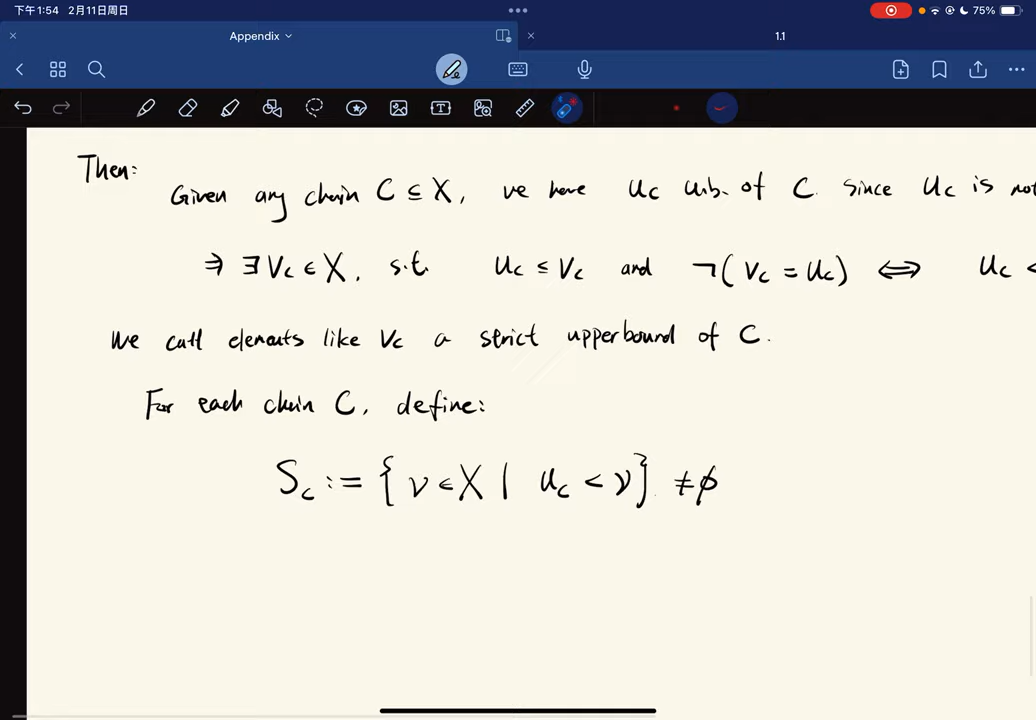 下午1:54 2月11日周日 75%
Appendix 1.1
Then:
Given any chain C ⊆ X, we have u_C u.b. of C. since u_C is not
⇒ ∃ v_C ∈ X, s.t. u_C ≤ v_C and ¬(v_C = u_C) ⟺ u_C <
We call elements like v_C a strict upperbound of C.
For each chain C, define:
S_C := { v ∈ X | u_C < v } ≠ ∅